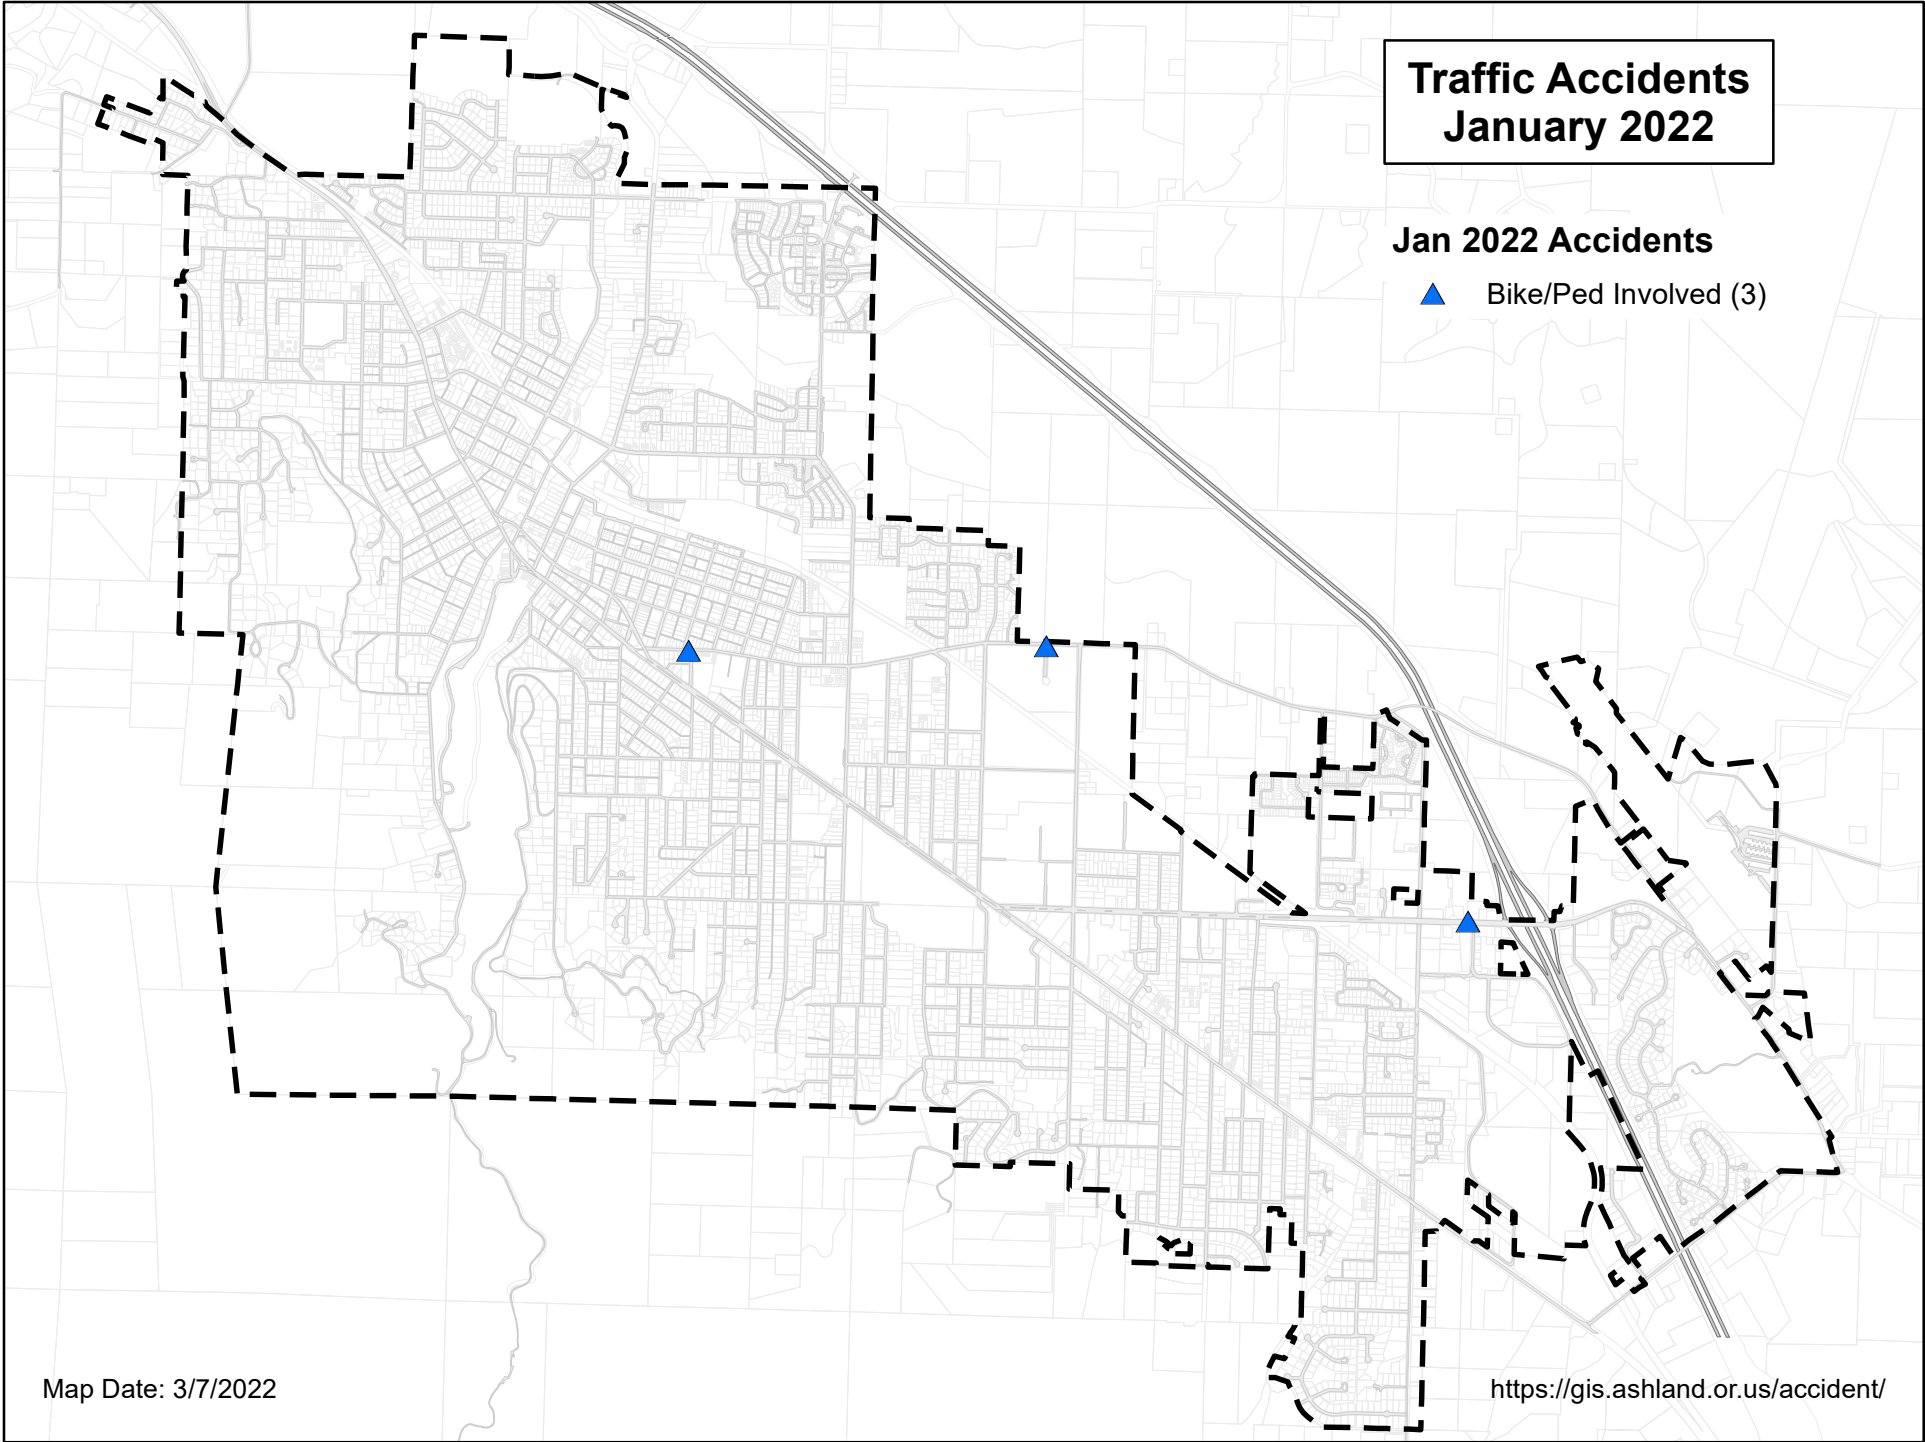 Traffic Accidents
January 2022
Jan 2022 Accidents
Bike/Ped Involved (3)
Map Date: 3/7/2022
https://gis.ashland.or.us/accident/